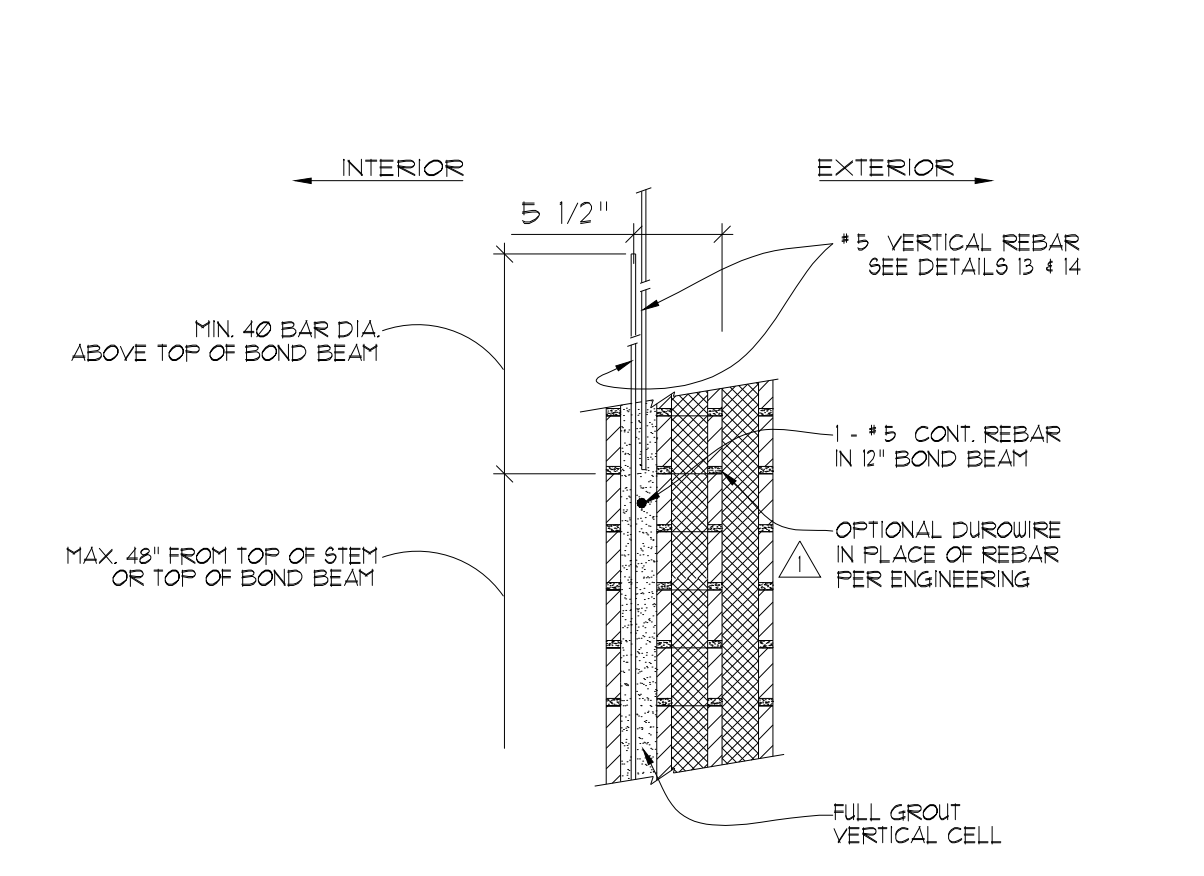 INTERIOR
EXTERIOR
5 1/2"
#5 VERTICAL REBAR
SEE DETAILS 13 & 14
MIN. 40 BAR DIA.
ABOVE TOP OF BOND BEAM
1 - #5 CONT. REBAR
IN 12" BOND BEAM
OPTIONAL DUROWIRE
IN PLACE OF REBAR
PER ENGINEERING
1
MAX. 48" FROM TOP OF STEM
OR TOP OF BOND BEAM
FULL GROUT
VERTICAL CELL